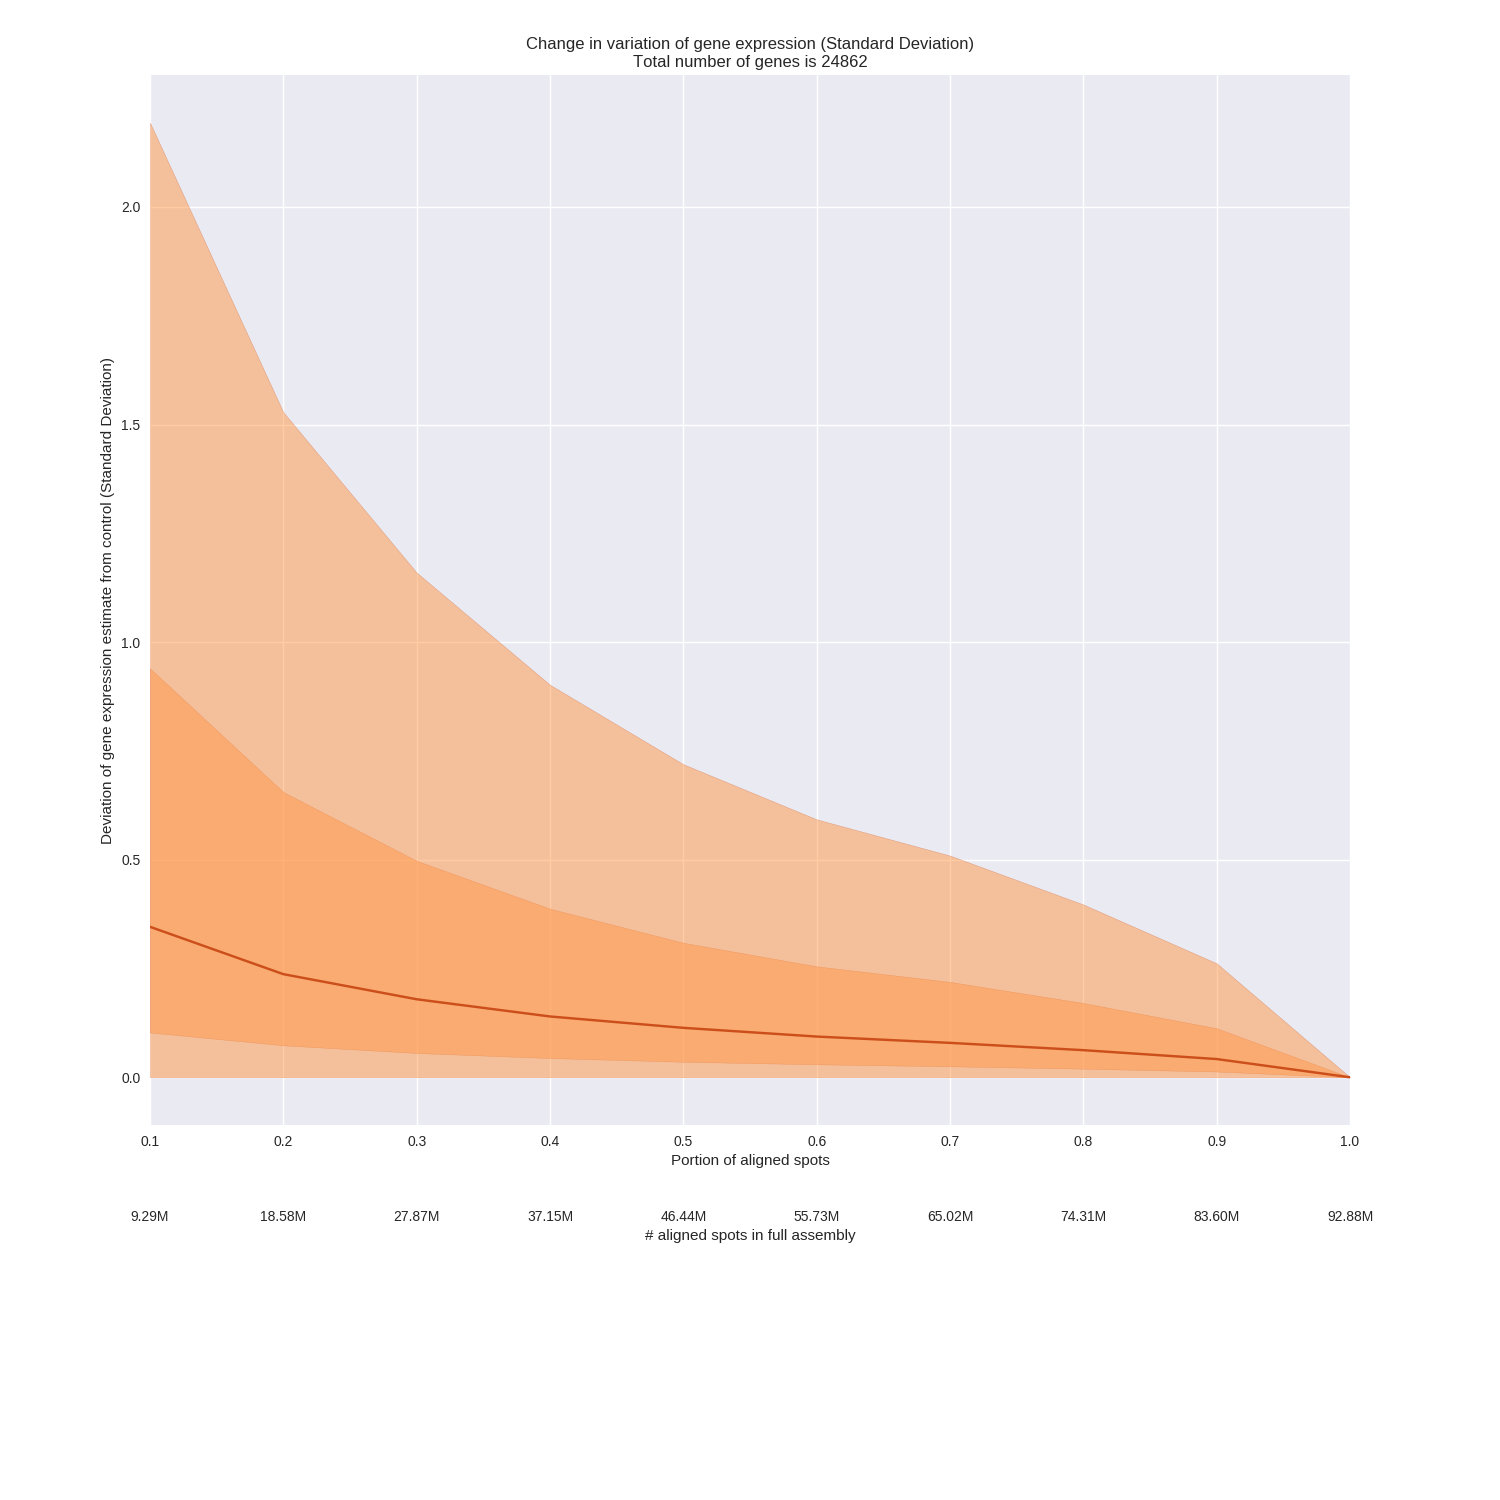 Change in variation of gene expression (Standard Deviation)
Total number of genes is 24862
Deviation of gene expression estimate from control (Standard Deviation)
2.0
1.5
1.0
0.5
0.0
0.1 0.2 0.3 0.4 0.5 0.6 0.7 0.8 0.9 1.0
Portion of aligned spots
9.29M 18.58M 27.87M 37.15M 46.44M 55.73M 65.02M 74.31M 83.60M 92.88M
# aligned spots in full assembly